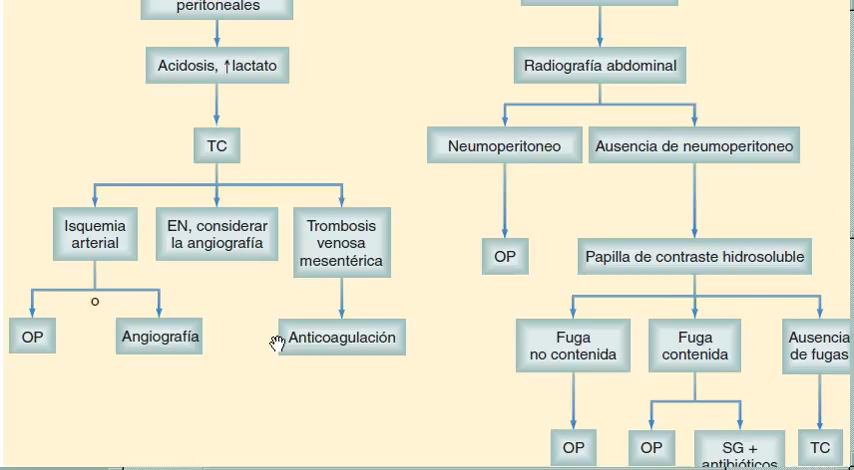 peritoneales
Acidosis, ↑lactato
TC
Isquemia
arterial
EN, considerar
la angiografía
Trombosis
venosa
mesentérica
o
OP
Angiografía
Anticoagulación
Radiografía abdominal
Neumoperitoneo
Ausencia de neumoperitoneo
OP
Papilla de contraste hidrosoluble
Fuga
no contenida
Fuga
contenida
Ausencia
de fugas
OP
OP
SG +
antibióticos
TC